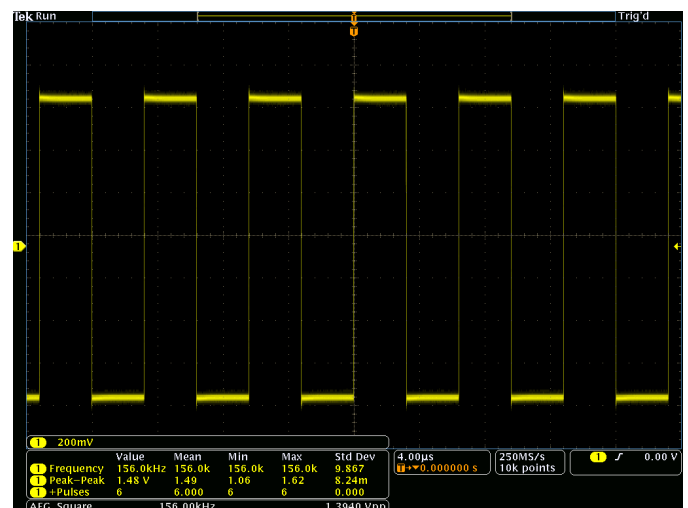 Tek Run Trig'd
T
T
1
1 200mV
Value Mean Min Max Std Dev
1 Frequency 156.0kHz 156.0k 156.0k 156.0k 9.867
1 Peak-Peak 1.48 V 1.49 1.06 1.62 8.24m
1 +Pulses 6 6.000 6 6 0.000
4.00µs
T→▼0.000000 s
250MS/s
10k points
1 0.00 V
AFG Square 156.00kHz 1.3940 Vpp